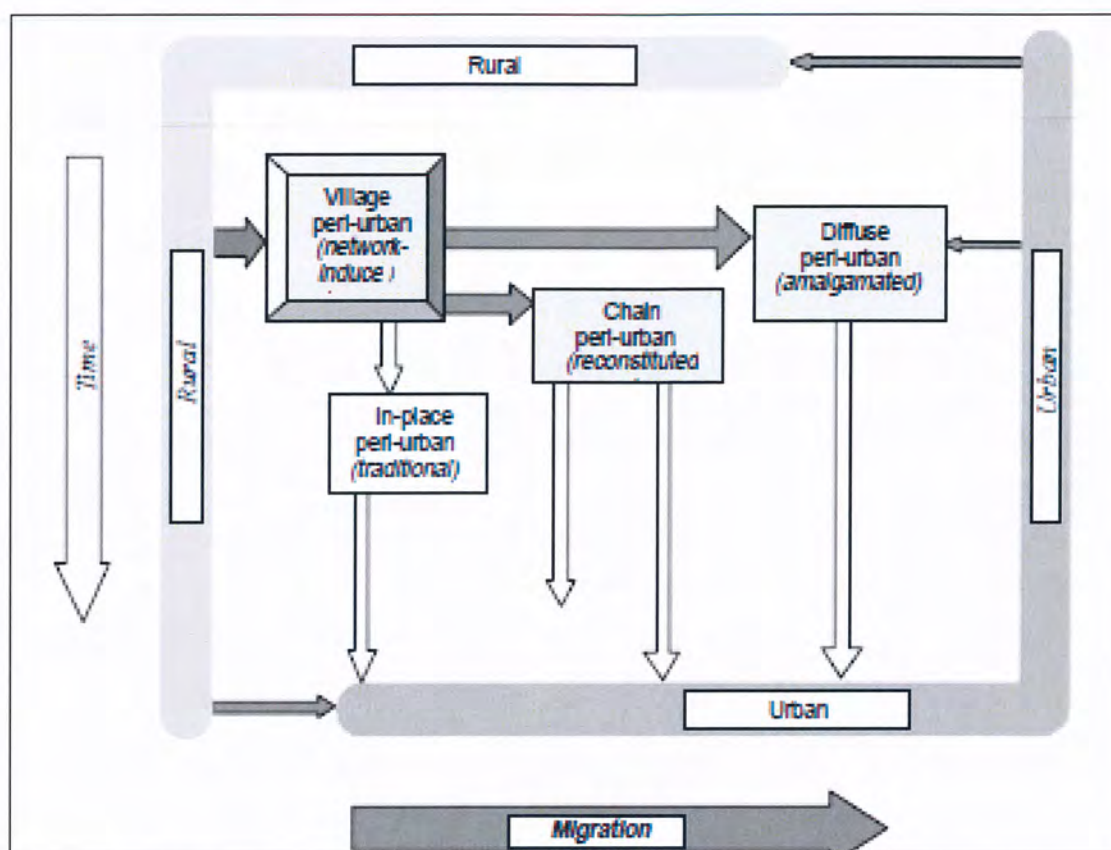 Rural
Village
peri-urban
(network-
induce )
Diffuse
peri-urban
(amalgamated)
Chain
peri-urban
(reconstituted
In-place
peri-urban
(traditional)
Time
Rural
Urban
Urban
Migration